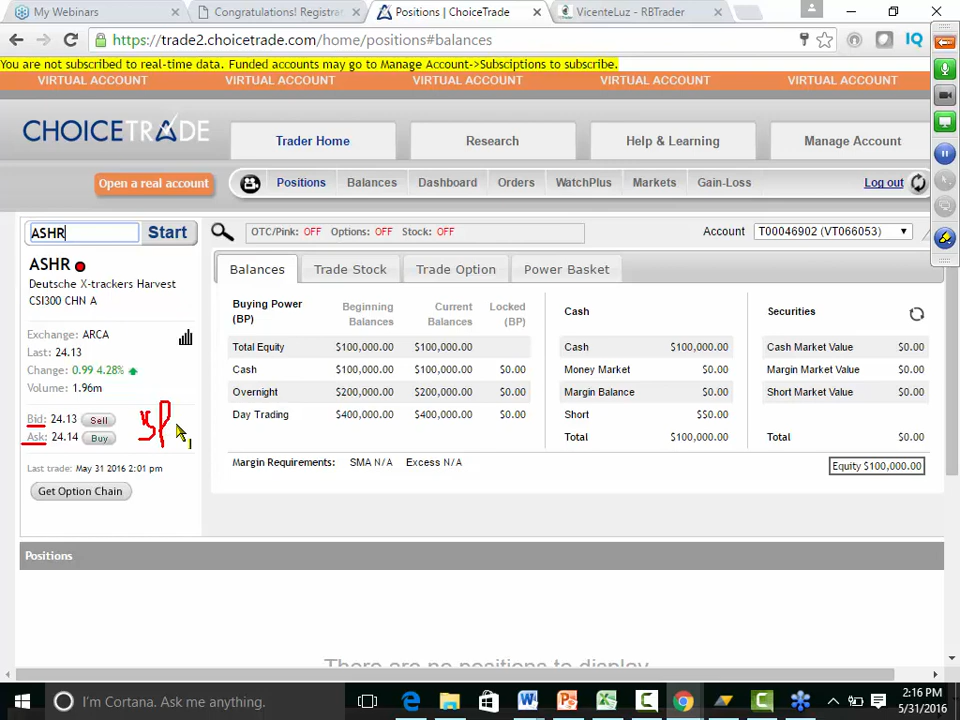 My Webinars
Congratulations! Registra
Positions | ChoiceTrade
VicenteLuz - RBTrader
https://trade2.choicetrade.com/home/positions#balances
IQ
You are not subscribed to real-time data. Funded accounts may go to Manage Account->Subsciptions to subscribe.
VIRTUAL ACCOUNT VIRTUAL ACCOUNT VIRTUAL ACCOUNT VIRTUAL ACCOUNT VIRTUAL ACCOUNT
CHOICETRADE
Trader Home Research Help & Learning Manage Account
Open a real account
Positions Balances Dashboard Orders WatchPlus Markets Gain-Loss Log out
ASHR Start
OTC/Pink: OFF Options: OFF Stock: OFF
Account T00046902 (VT066053)
ASHR
Deutsche X-trackers Harvest
CSI300 CHN A
Exchange: ARCA
Last: 24.13
Change: 0.99 4.28%
Volume: 1.96m
Bid: 24.13 Sell
Ask: 24.14 Buy
Last trade: May 31 2016 2:01 pm
Get Option Chain
Balances Trade Stock Trade Option Power Basket
Buying Power (BP) Beginning Balances Current Balances Locked (BP)
Total Equity $100,000.00 $100,000.00
Cash $100,000.00 $100,000.00 $0.00
Overnight $200,000.00 $200,000.00 $0.00
Day Trading $400,000.00 $400,000.00 $0.00
Margin Requirements: SMA N/A Excess N/A
Cash
Cash $100,000.00
Money Market $0.00
Margin Balance $0.00
Short $$0.00
Total $100,000.00
Securities
Cash Market Value $0.00
Margin Market Value $0.00
Short Market Value $0.00
Total $0.00
Equity $100,000.00
Positions
There are no positions to display
I'm Cortana. Ask me anything.
2:16 PM
5/31/2016